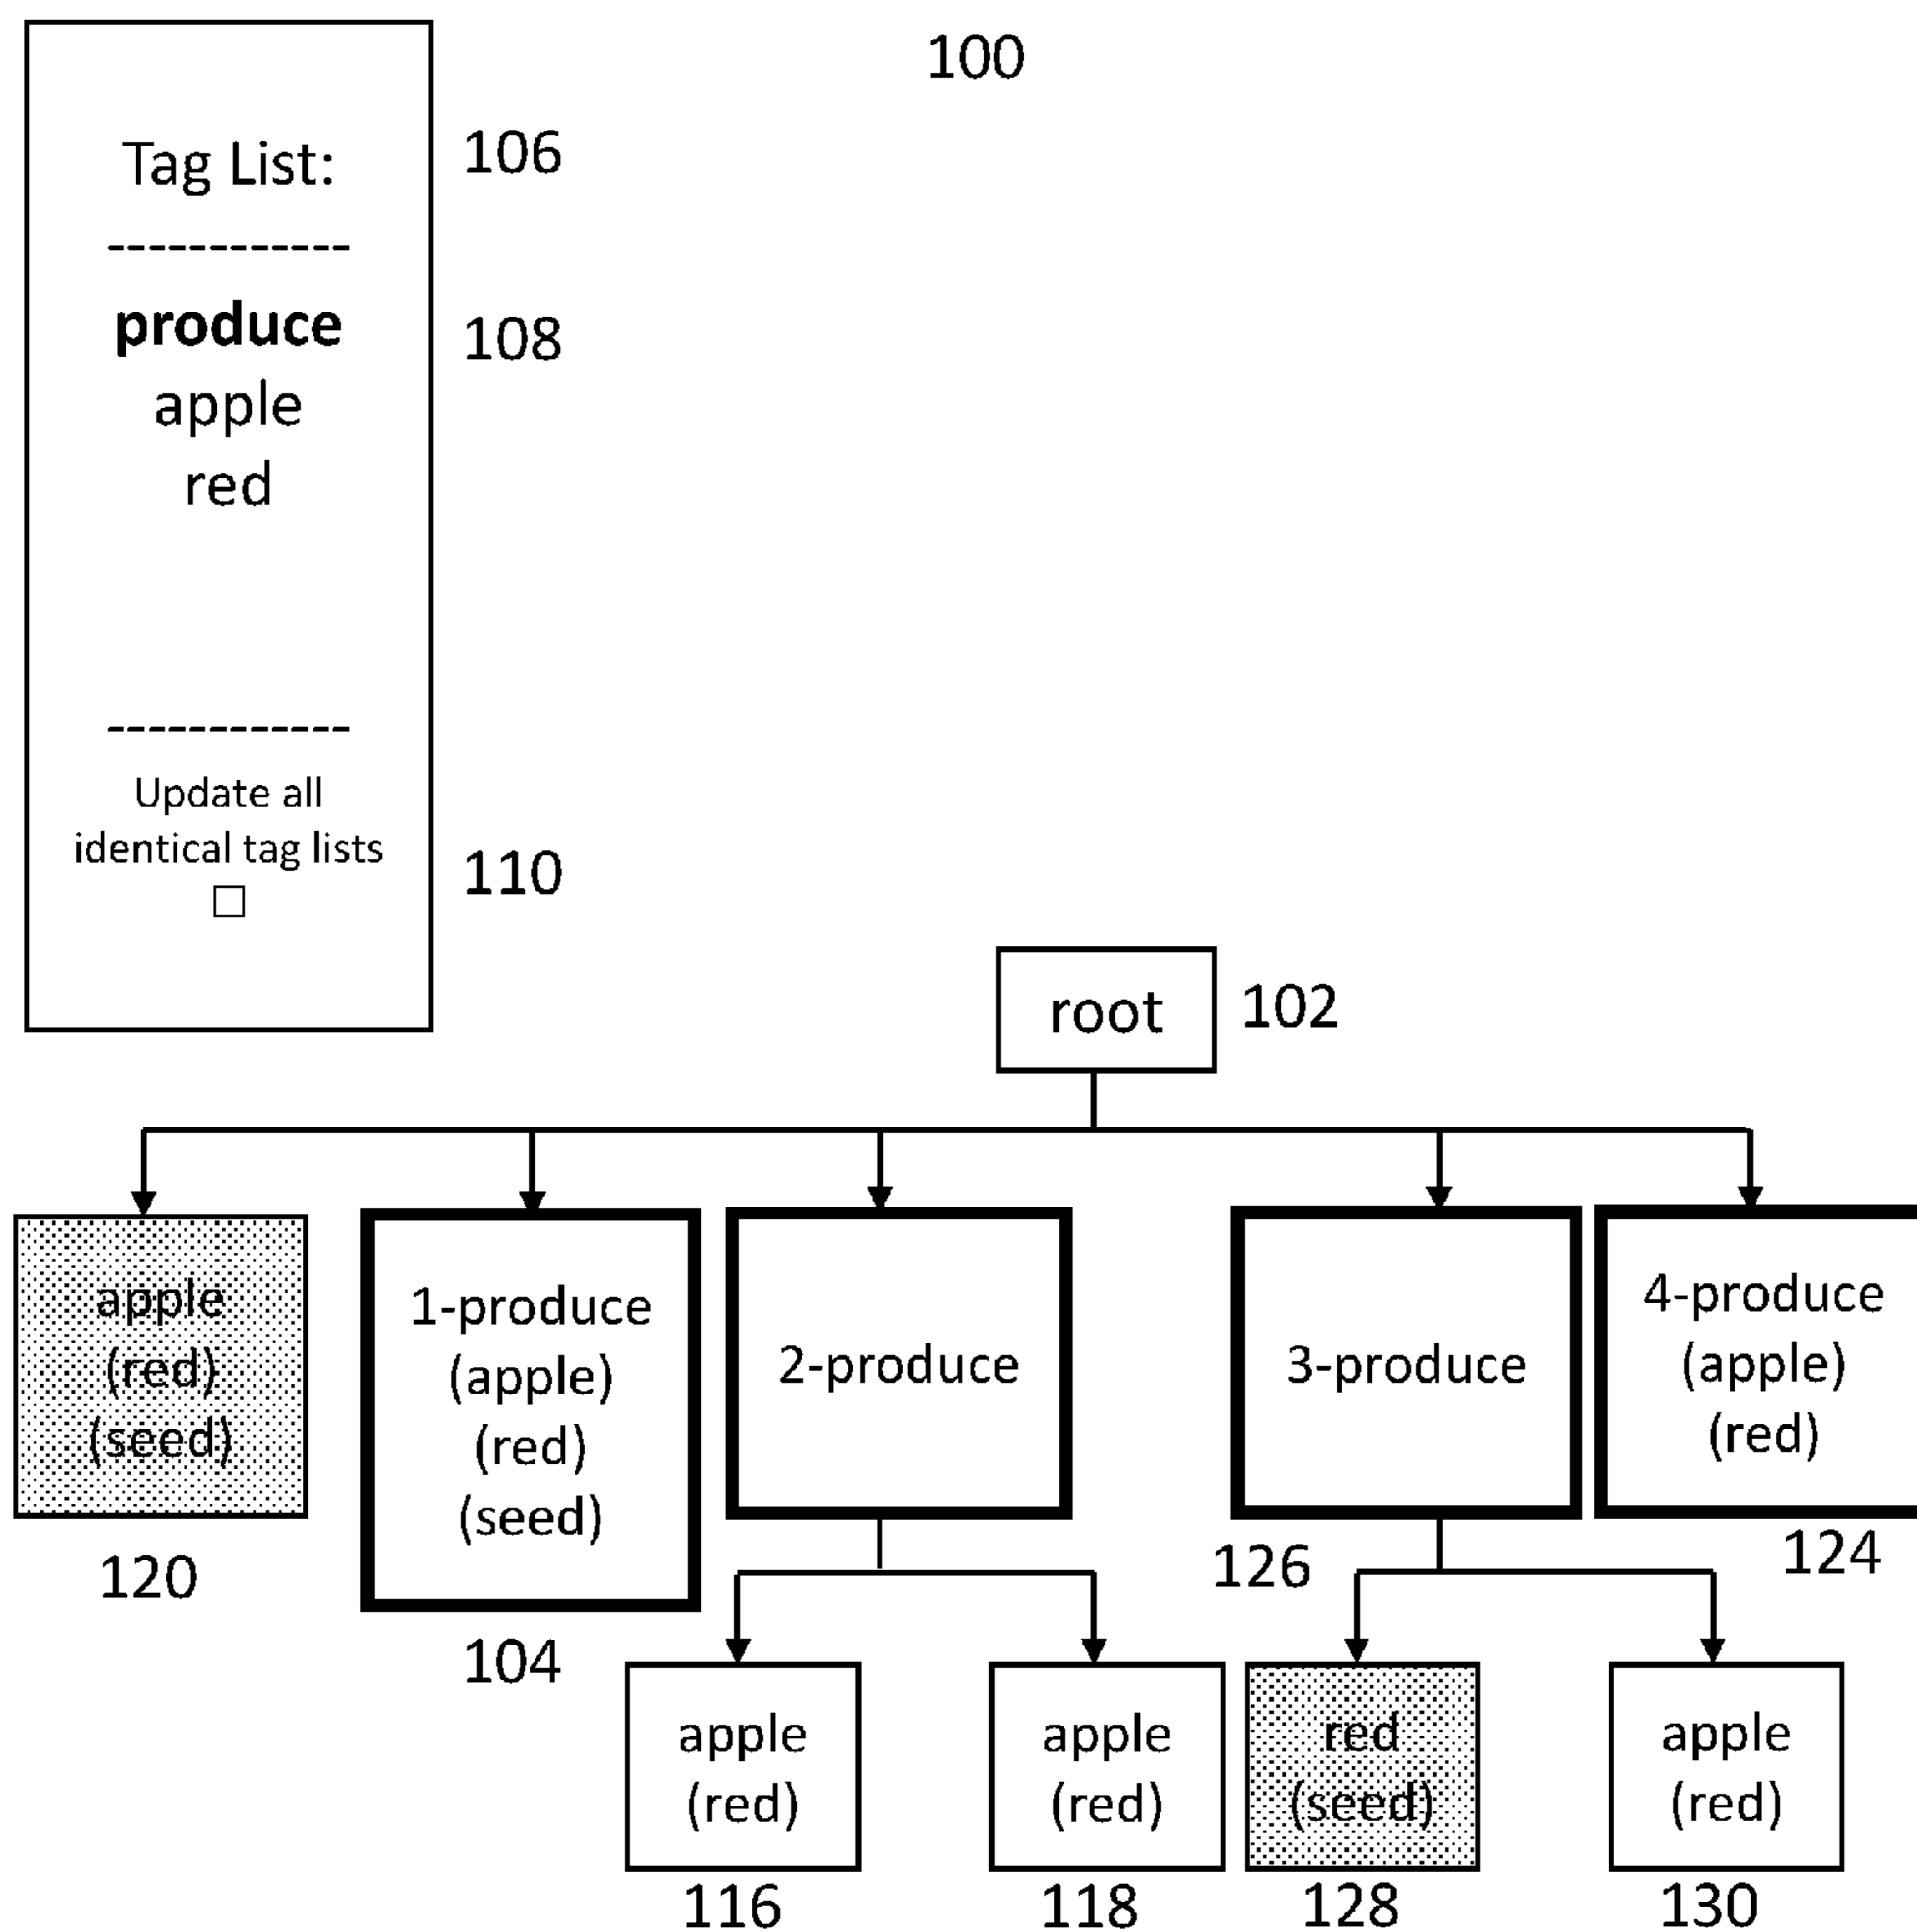 100
Tag List:
106
------------
produce
108
apple
red
------------
Update all
identical tag lists
110
root
102
apple
(red)
(seed)
120
1-produce
(apple)
(red)
(seed)
104
2-produce
3-produce
126
4-produce
(apple)
(red)
124
apple
(red)
116
apple
(red)
118
red
(seed)
128
apple
(red)
130